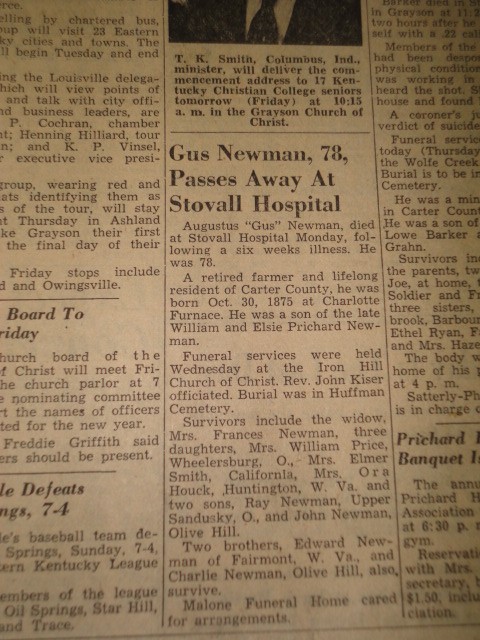 elling by chartered bus,
up will visit 23 Eastern
ky cities and towns. The
ll begin Tuesday and end
ng the Louisville delega-
hich will view points of
and talk with city offi-
nd business leaders, are
P. Cochran, chamber
nt; Henning Hilliard, tour
n; and K. P. Vinsel,
r executive vice presi-
group, wearing red and
ats identifying them as
s of the tour, will stay
ut Thursday in Ashland
ke Grayson their first
the final day of their
Friday stops include
d and Owingsville.
Board To
riday
hurch board of the
of Christ will meet Fri-
the church parlor at 7
e nominating committee
rt the names of officers
ted for the new year.
Freddie Griffith said
ers should be present.
le Defeats
ngs, 7-4
le's baseball team de-
Springs, Sunday, 7-4,
tern Kentucky League
embers of the league
Oil Springs, Star Hill,
and Trace.
T. K. Smith, Columbus, Ind.,
minister, will deliver the com-
mencement address to 17 Ken-
tucky Christian College seniors
tomorrow (Friday) at 10:15
a. m. in the Grayson Church of
Christ.
Gus Newman, 78,
Passes Away At
Stovall Hospital
Augustus "Gus" Newman, died
at Stovall Hospital Monday, fol-
lowing a six weeks illness. He
was 78.
A retired farmer and lifelong
resident of Carter County, he was
born Oct. 30, 1875 at Charlotte
Furnace. He was a son of the late
William and Elsie Prichard New-
man.
Funeral services were held
Wednesday at the Iron Hill
Church of Christ. Rev. John Kiser
officiated. Burial was in Huffman
Cemetery.
Survivors include the widow,
Mrs. Frances Newman, three
daughters, Mrs. William Price,
Wheelersburg, O., Mrs. Elmer
Smith, California, Mrs. Ora
Houck, Huntington, W. Va. and
two sons, Ray Newman, Upper
Sandusky, O., and John Newman,
Olive Hill.
Two brothers, Edward New-
man of Fairmont, W. Va., and
Charlie Newman, Olive Hill, also
survive.
Malone Funeral Home cared
for arrangements.
Barker died in
in Grayson at 11:
two hours after he
self with a .22 cali
Members of the
had been despon
physical condition
was working in
heard the shot. S
house and found
A coroner's ju
verdict of suicide
Funeral servic
today (Thursday
the Wolfe Creek
Burial is to be in
Cemetery.
He was a min
in Carter Count
He was a son of
Lowe Barker a
Grahn.
Survivors inc
the parents, tw
Joe, at home, t
Soldier and Fr
three sisters,
brook, Barbour
Ethel Ryan, F
and Mrs. Haze
The body w
home of his p
at 4 p. m.
Satterly-Ph
is in charge o
Prichard
Banquet I
The annu
Prichard H
Association
at 6:30 p. m
gym.
Reservati
with Mrs.
secretary, b
$1.50, inclu
ciation.